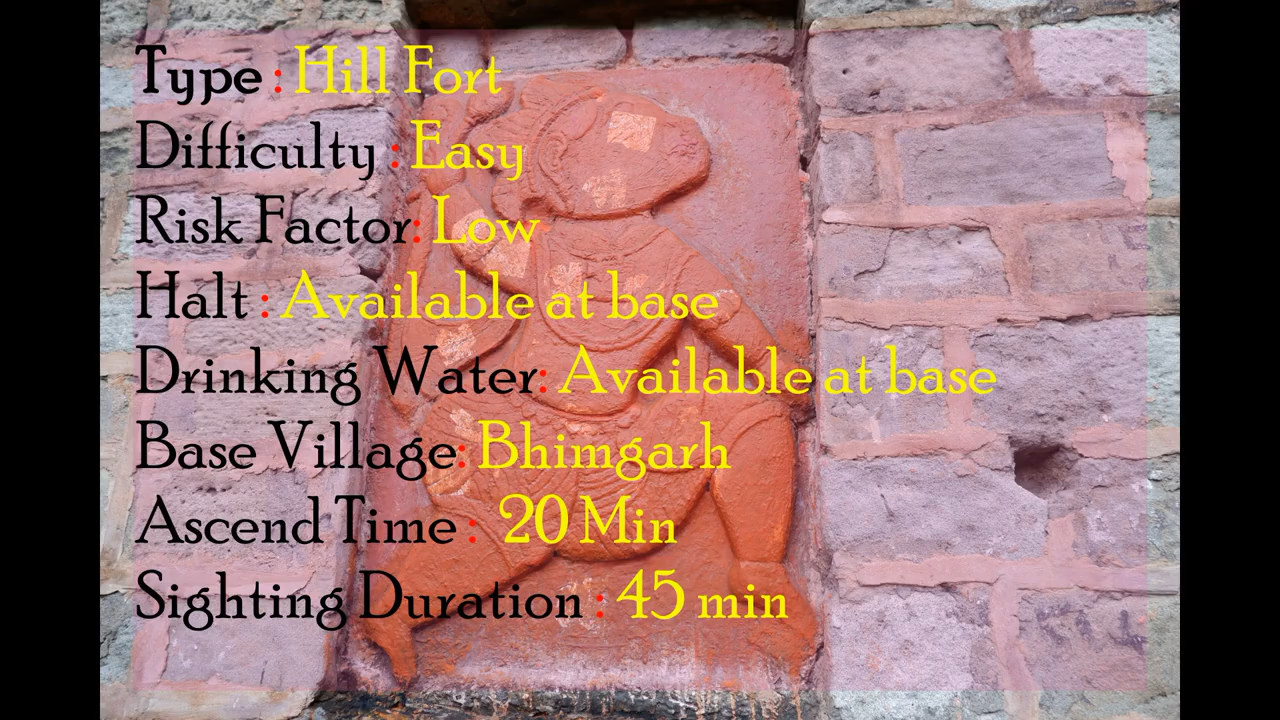 Type : Hill Fort
Difficulty : Easy
Risk Factor: Low
Halt : Available at base
Drinking Water: Available at base
Base Village: Bhimgarh
Ascend Time : 20 Min
Sighting Duration : 45 min